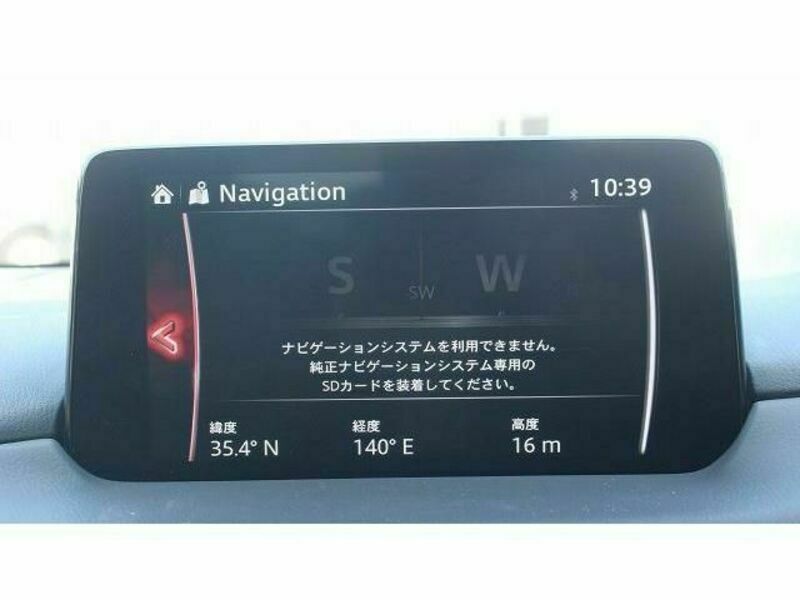 Navigation
10:39
S
SW
W
ナビゲーションシステムを利用できません。
純正ナビゲーションシステム専用の
SDカードを装着してください。
緯度 経度 高度
35.4° N 140° E 16 m